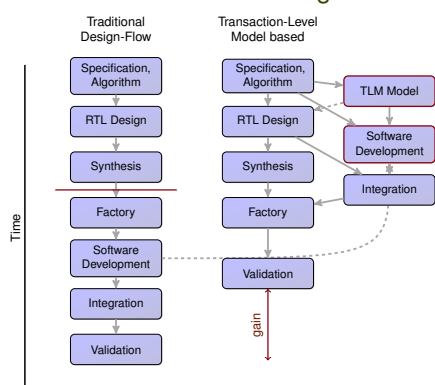 Traditional
Design-Flow
Transaction-Level
Model based
Time
Specification,
Algorithm
RTL Design
Synthesis
Factory
Software
Development
Integration
Validation
Specification,
Algorithm
RTL Design
Synthesis
Factory
Validation
TLM Model
Software
Development
Integration
gain